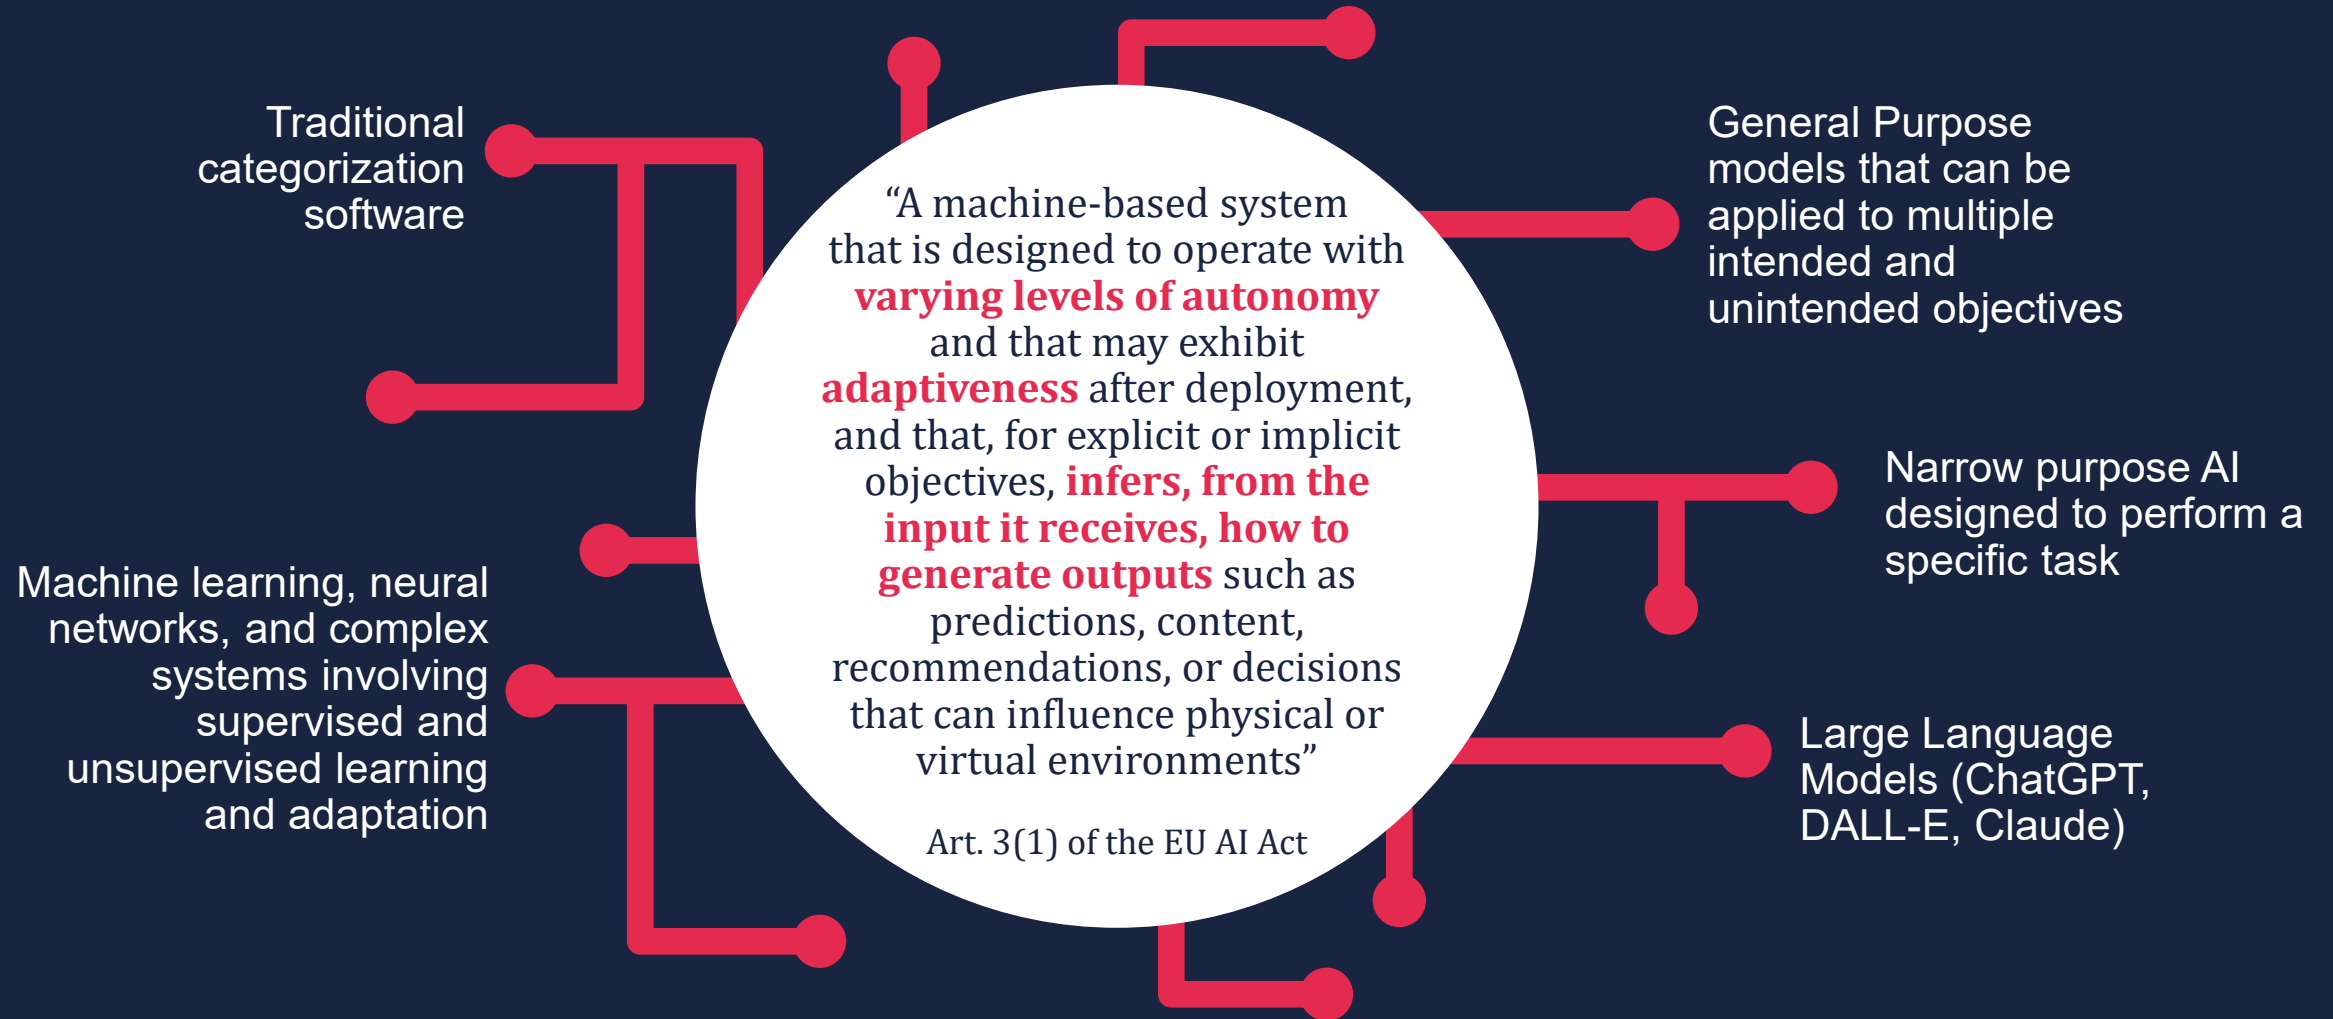 Traditional
categorization
software
Machine learning, neural
networks, and complex
systems involving
supervised and
unsupervised learning
and adaptation
“A machine-based system
that is designed to operate with
varying levels of autonomy
and that may exhibit
adaptiveness after deployment,
and that, for explicit or implicit
objectives, infers, from the
input it receives, how to
generate outputs such as
predictions, content,
recommendations, or decisions
that can influence physical or
virtual environments”
Art. 3(1) of the EU AI Act
General Purpose
models that can be
applied to multiple
intended and
unintended objectives
Narrow purpose AI
designed to perform a
specific task
Large Language
Models (ChatGPT,
DALL-E, Claude)